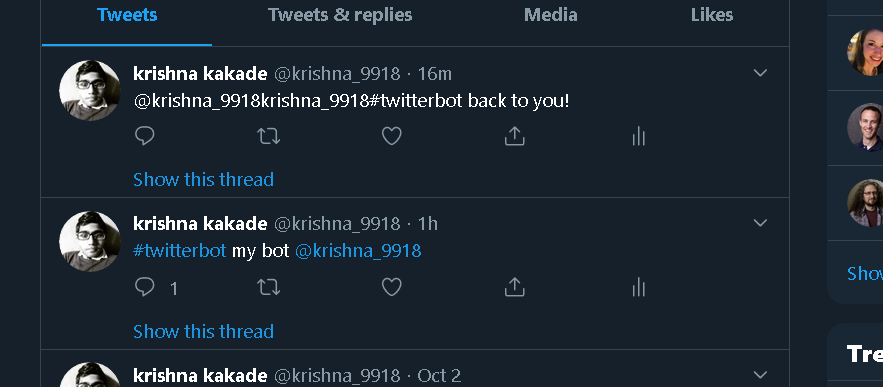 Tweets Tweets & replies Media Likes
krishna kakade @krishna_9918 · 16m
@krishna_9918krishna_9918#twitterbot back to you!
Show this thread
krishna kakade @krishna_9918 · 1h
#twitterbot my bot @krishna_9918
1
Show this thread
krishna kakade @krishna_9918 · Oct 2
Show
Tre